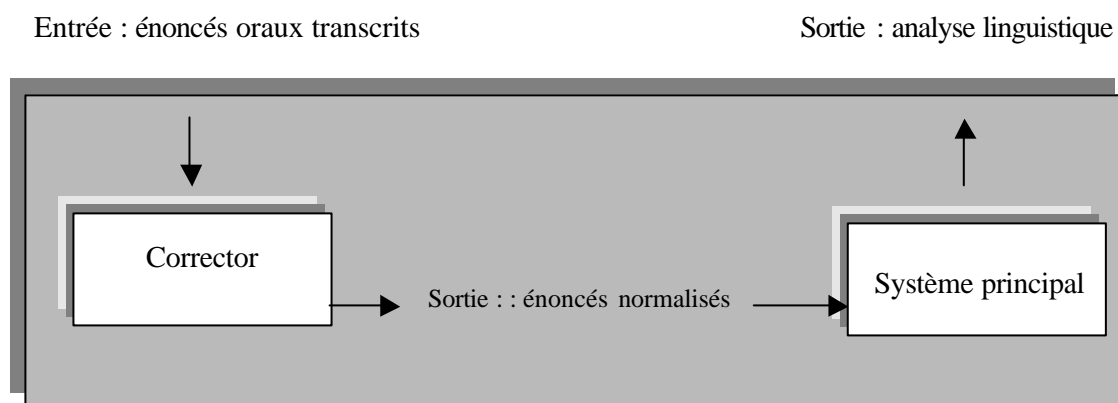 Entrée : énoncés oraux transcrits
Sortie : analyse linguistique
Corrector
Sortie : : énoncés normalisés
Système principal